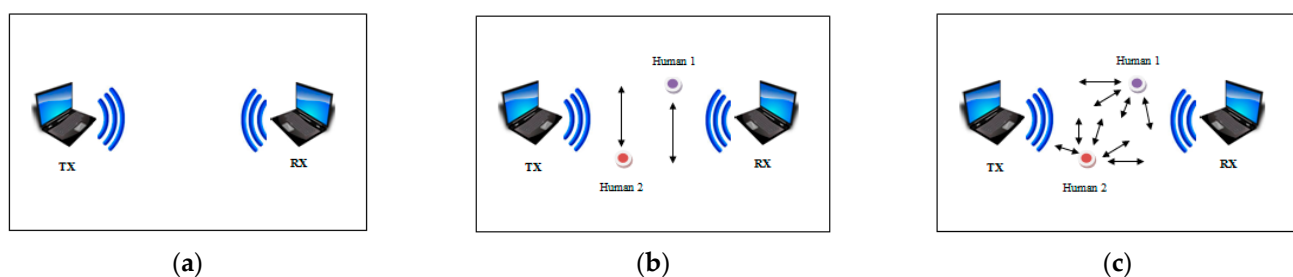 TX
RX
(a)
Human 1
TX
RX
Human 2
(b)
Human 1
TX
RX
Human 2
(c)